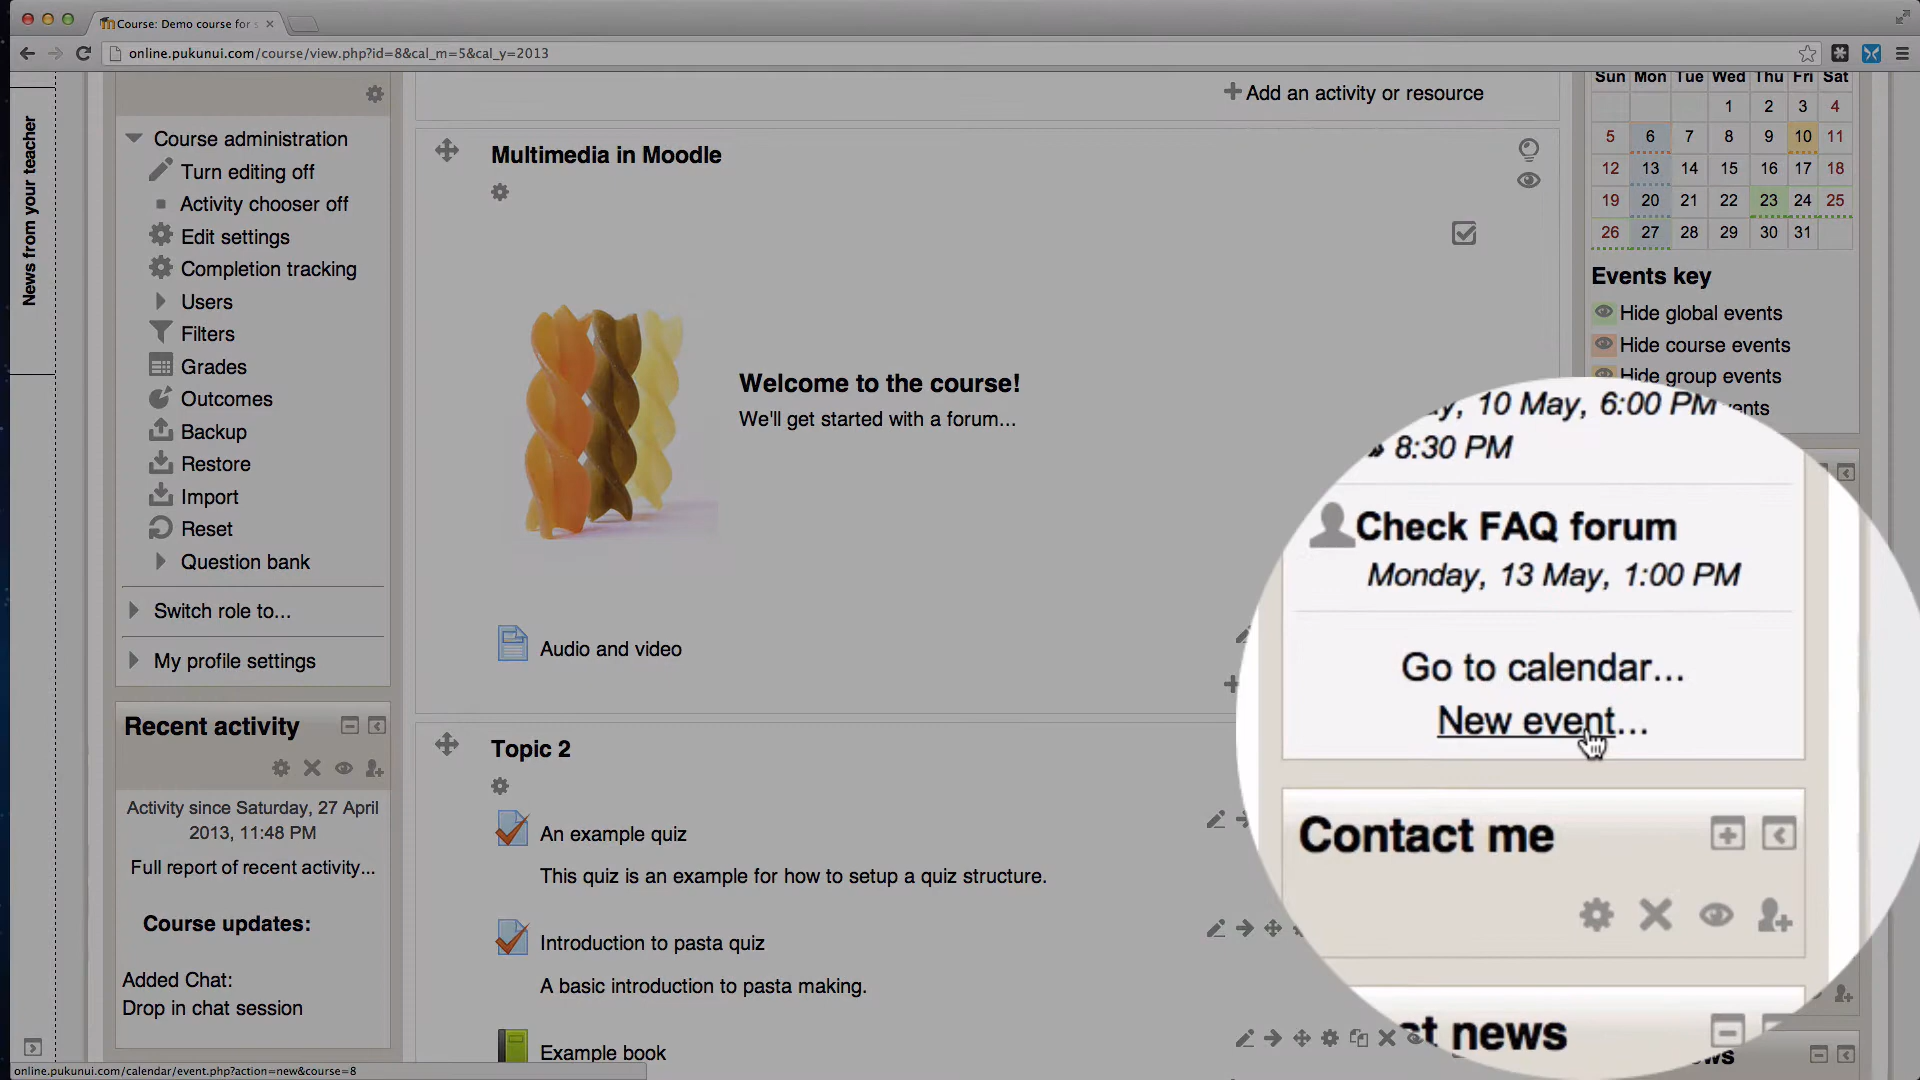 Course: Demo course for s
online.pukunui.com/course/view.php?id=8&cal_m=5&cal_y=2013
News from your teacher
Course administration
Turn editing off
Activity chooser off
Edit settings
Completion tracking
Users
Filters
Grades
Outcomes
Backup
Restore
Import
Reset
Question bank
Switch role to...
My profile settings
Recent activity
Activity since Saturday, 27 April
2013, 11:48 PM
Full report of recent activity...
Course updates:
Added Chat:
Drop in chat session
Add an activity or resource
Multimedia in Moodle
Welcome to the course!
We'll get started with a forum...
Audio and video
Topic 2
An example quiz
This quiz is an example for how to setup a quiz structure.
Introduction to pasta quiz
A basic introduction to pasta making.
Example book
Sun Mon Tue Wed Thu Fri Sat
1 2 3 4
5 6 7 8 9 10 11
12 13 14 15 16 17 18
19 20 21 22 23 24 25
26 27 28 29 30 31
Events key
Hide global events
Hide course events
Hide group events
ents
y, 10 May, 6:00 PM
» 8:30 PM
Check FAQ forum
Monday, 13 May, 1:00 PM
Go to calendar...
New event...
Contact me
st news
ws
online.pukunui.com/calendar/event.php?action=new&course=8